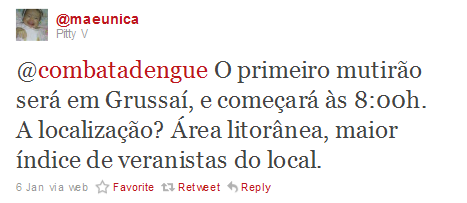 @maeunica
Pitty V
@combatadengue O primeiro mutirão
será em Grussaí, e começará às 8:00h.
A localização? Área litorânea, maior
índice de veranistas do local.
6 Jan via web Favorite Retweet Reply